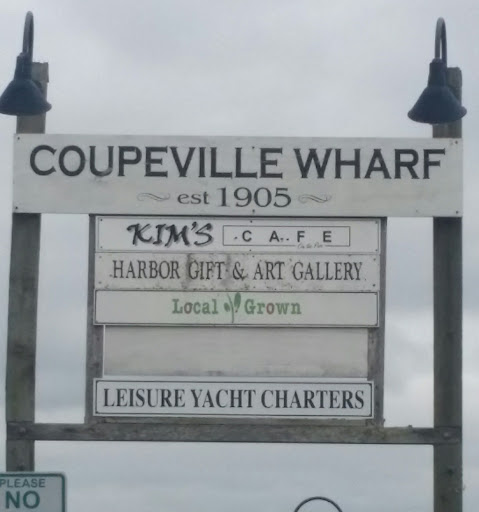 COUPEVILLE WHARF
est 1905
KIM'S CAFE
HARBOR GIFT & ART GALLERY
Local Grown
LEISURE YACHT CHARTERS
PLEASE
NO